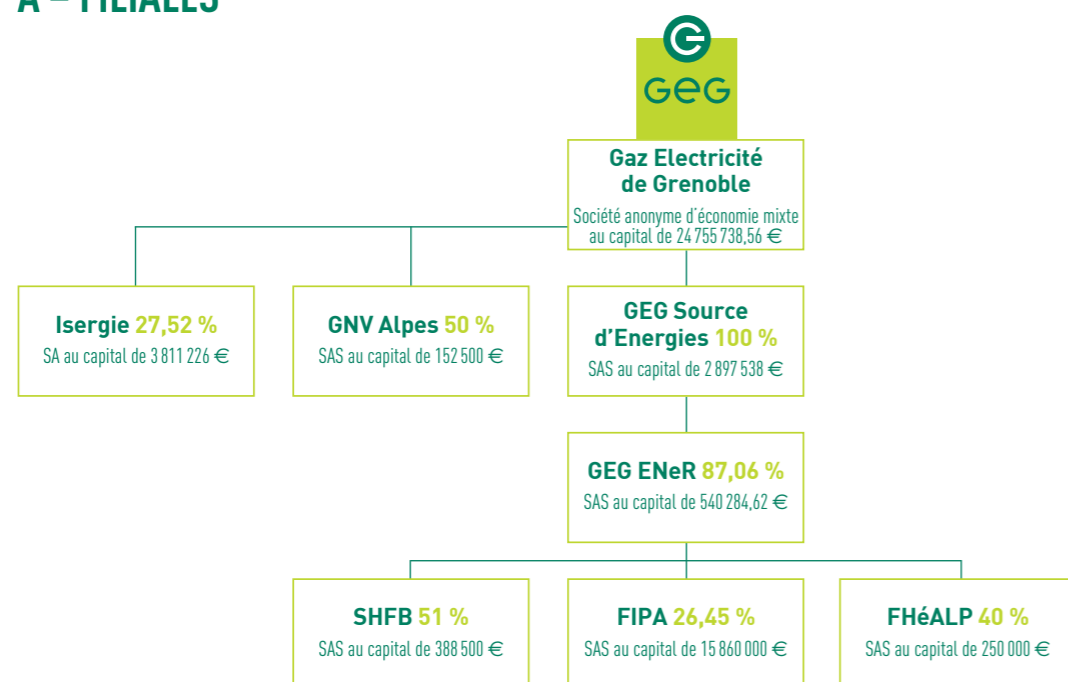 A – FILIALES
GeG
Gaz Electricité
de Grenoble
Société anonyme d'économie mixte
au capital de 24 755 738,56 €
Isergie 27,52 %
SA au capital de 3 811 226 €
GNV Alpes 50 %
SAS au capital de 152 500 €
GEG Source
d'Energies 100 %
SAS au capital de 2 897 538 €
GEG ENeR 87,06 %
SAS au capital de 540 284,62 €
SHFB 51 %
SAS au capital de 388 500 €
FIPA 26,45 %
SAS au capital de 15 860 000 €
FHéALP 40 %
SAS au capital de 250 000 €